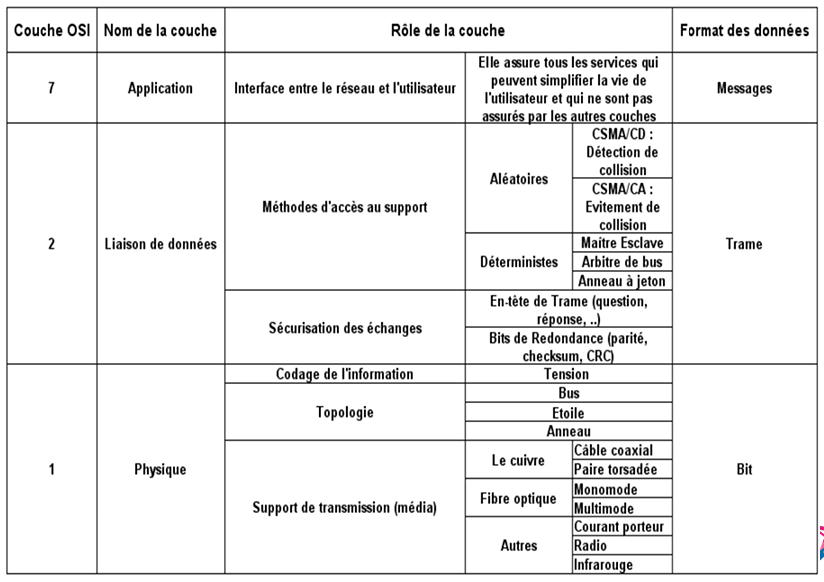 Couche OSI
Nom de la couche
Rôle de la couche
Format des données
7
Application
Interface entre le réseau et l'utilisateur
Elle assure tous les services qui
peuvent simplifier la vie de
l'utilisateur et qui ne sont pas
assurés par les autres couches
Messages
2
Liaison de données
Méthodes d'accès au support
Aléatoires
CSMA/CD :
Détection de
collision
CSMA/CA :
Evitement de
collision
Déterministes
Maître Esclave
Arbitre de bus
Anneau à jeton
Sécurisation des échanges
En-tête de Trame (question,
réponse, ..)
Bits de Redondance (parité,
checksum, CRC)
Trame
1
Physique
Codage de l'information
Tension
Topologie
Bus
Etoile
Anneau
Support de transmission (média)
Le cuivre
Câble coaxial
Paire torsadée
Fibre optique
Monomode
Multimode
Autres
Courant porteur
Radio
Infrarouge
Bit